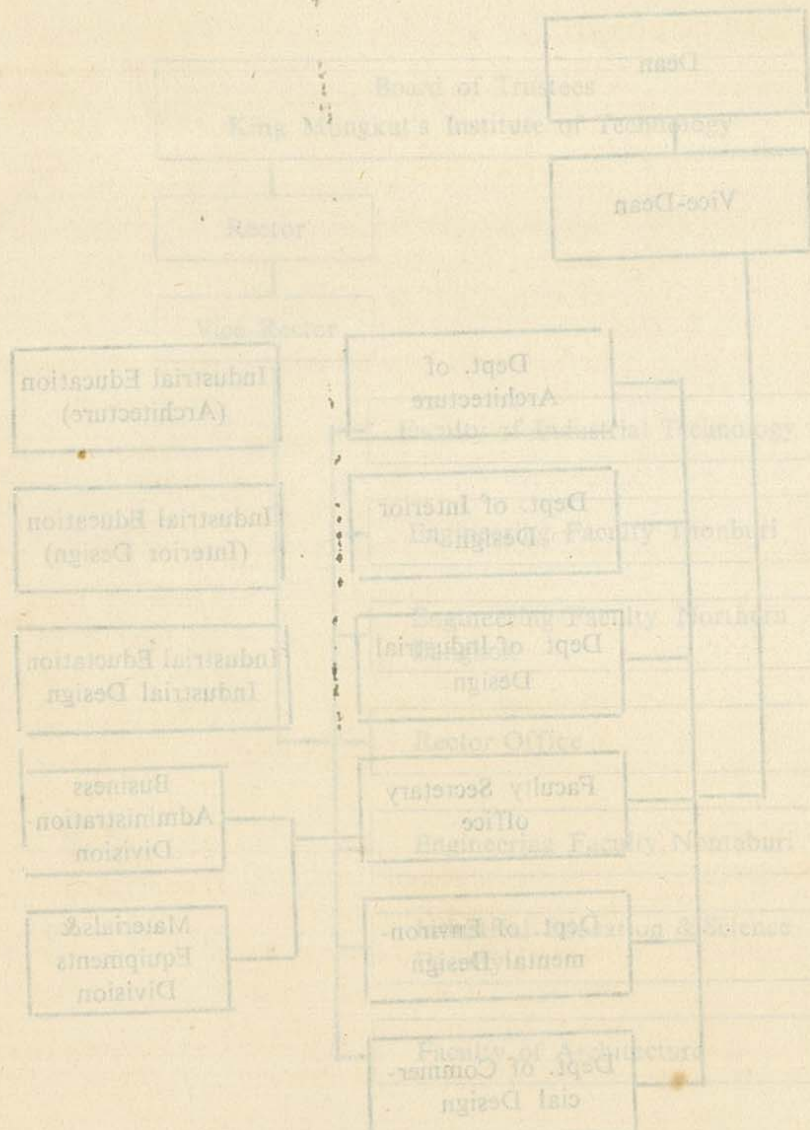 Board of Trustees
King Mungkut's Institute of Technology
Rector
Vice Rector
Faculty of Industrial Technology
Engineering Faculty Thonburi
Engineering Faculty Northern
Rector Office
Engineering Faculty Nontaburi
& Science
Faculty of Architecture
Dean
Vice-Dean
Dept. of
Architecture
Industrial Education
(Architecture)
Dept. of Interior
Design
Industrial Education
(Interior Design)
Dept. of Industrial
Design
Industrial Eductation
Industrial Design
Faculty Secretary
office
Business
Administration
Division
Dept. of Environ-
mental Design
Materials&
Equipments
Division
Dept. of Commer-
cial Design